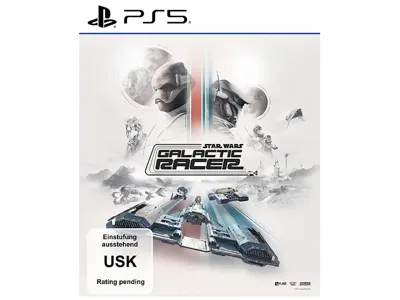 PS5
STAR WARS
GALACTIC
RACER
Einstufung
ausstehend
USK
Rating pending